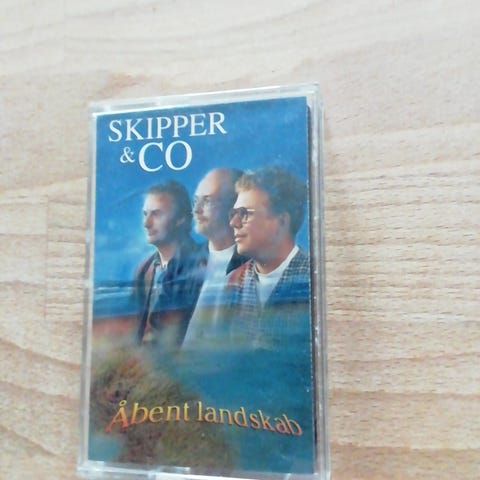 SKIPPER
& CO
Åbent landskab